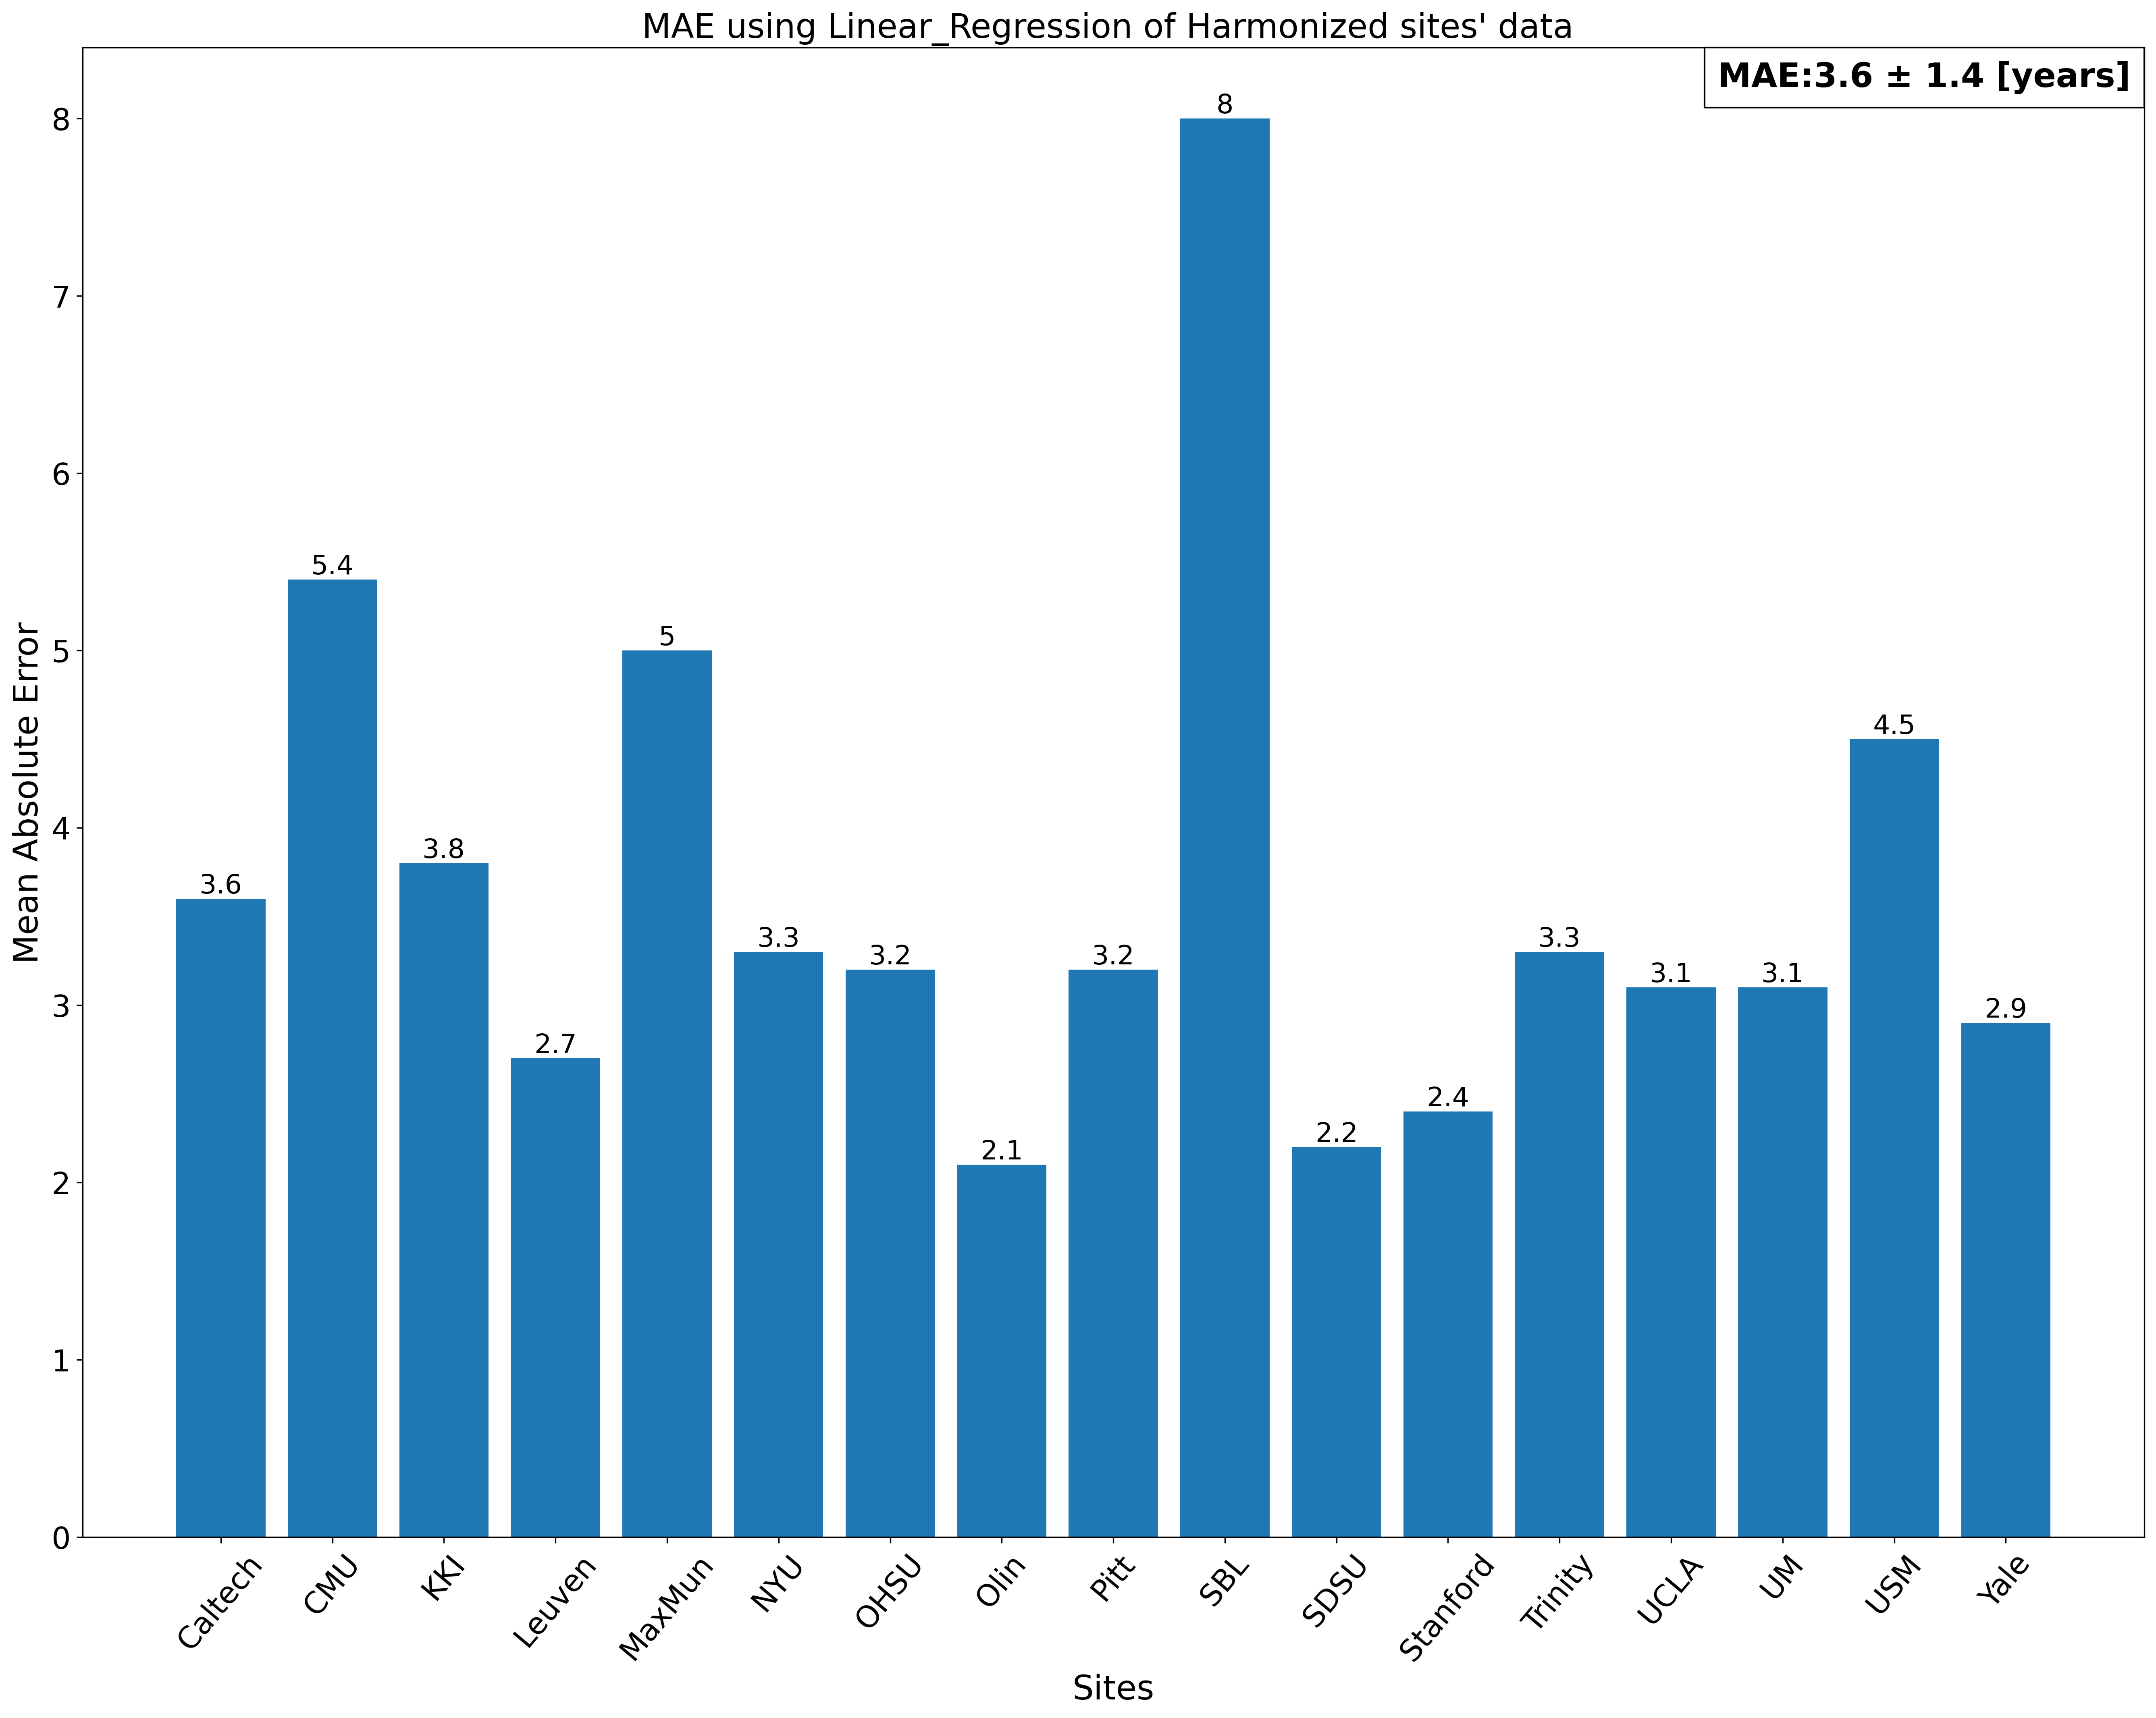 MAE using Linear_Regression of Harmonized sites' data
MAE:3.6 ± 1.4 [years]
Mean Absolute Error
8
7
6
5
4
3
2
1
0
3.6
5.4
3.8
2.7
5
3.3
3.2
2.1
3.2
8
2.2
2.4
3.3
3.1
3.1
4.5
2.9
Caltech
CMU
KKI
Leuven
MaxMun
NYU
OHSU
Olin
Pitt
SBL
SDSU
Stanford
Trinity
UCLA
UM
USM
Yale
Sites